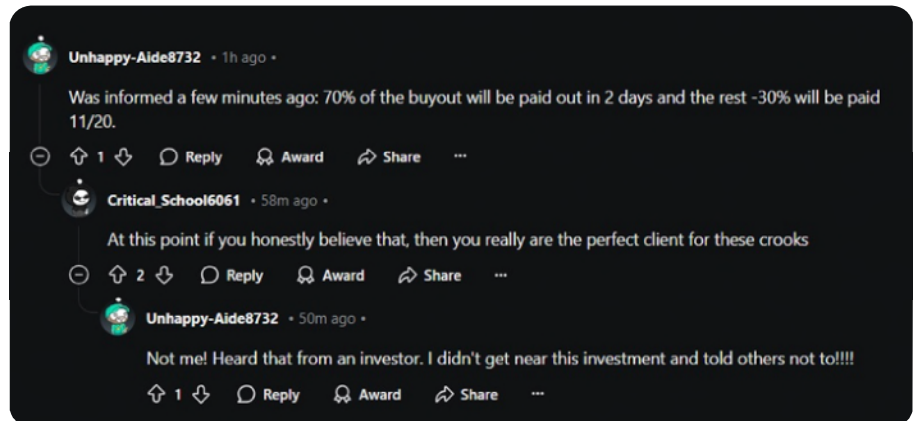 Unhappy-Aide8732 • 1h ago •
Was informed a few minutes ago: 70% of the buyout will be paid out in 2 days and the rest -30% will be paid
11/20.
1 Reply Award Share ...
Critical_School6061 • 58m ago •
At this point if you honestly believe that, then you really are the perfect client for these crooks
2 Reply Award Share ...
Unhappy-Aide8732 • 50m ago •
Not me! Heard that from an investor. I didn't get near this investment and told others not to!!!!
1 Reply Award Share ...